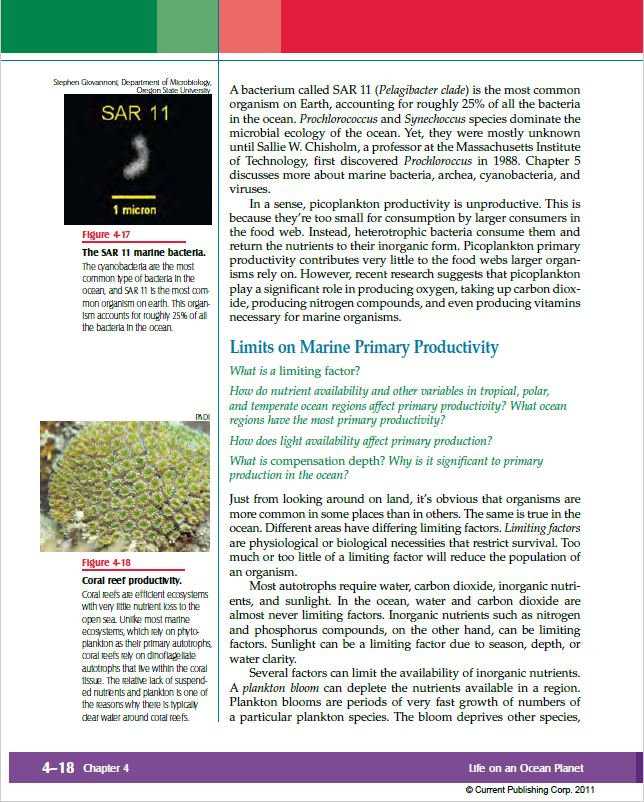 Stephen Giovannoni, Department of Microbiology,
Oregon State University
SAR 11
1 micron
Figure 4-17
The SAR 11 marine bacteria.
The cyanobacteria are the most
common type of bacteria in the
ocean, and SAR 11 is the most com-
mon organism on earth. This organ-
ism accounts for roughly 25% of all
the bacteria in the ocean.
PADI
Figure 4-18
Coral reef productivity.
Coral reefs are efficient ecosystems
with very little nutrient loss to the
open sea. Unlike most marine
ecosystems, which rely on phyto-
plankton as their primary autotrophs,
coral reefs rely on dinoflagellate
autotrophs that live within the coral
tissue. The relative lack of suspend-
ed nutrients and plankton is one of
the reasons why there is typically
clear water around coral reefs.
A bacterium called SAR 11 (Pelagibacter clade) is the most common
organism on Earth, accounting for roughly 25% of all the bacteria
in the ocean. Prochlorococcus and Synechoccus species dominate the
microbial ecology of the ocean. Yet, they were mostly unknown
until Sallie W. Chisholm, a professor at the Massachusetts Institute
of Technology, first discovered Prochloroccus in 1988. Chapter 5
discusses more about marine bacteria, archea, cyanobacteria, and
viruses.
In a sense, picoplankton productivity is unproductive. This is
because they're too small for consumption by larger consumers in
the food web. Instead, heterotrophic bacteria consume them and
return the nutrients to their inorganic form. Picoplankton primary
productivity contributes very little to the food webs larger organ-
isms rely on. However, recent research suggests that picoplankton
play a significant role in producing oxygen, taking up carbon diox-
ide, producing nitrogen compounds, and even producing vitamins
necessary for marine organisms.
Limits on Marine Primary Productivity
What is a limiting factor?
How do nutrient availability and other variables in tropical, polar,
and temperate ocean regions affect primary productivity? What ocean
regions have the most primary productivity?
How does light availability affect primary production?
What is compensation depth? Why is it significant to primary
production in the ocean?
Just from looking around on land, it's obvious that organisms are
more common in some places than in others. The same is true in the
ocean. Different areas have differing limiting factors. Limiting factors
are physiological or biological necessities that restrict survival. Too
much or too little of a limiting factor will reduce the population of
an organism.
Most autotrophs require water, carbon dioxide, inorganic nutri-
ents, and sunlight. In the ocean, water and carbon dioxide are
almost never limiting factors. Inorganic nutrients such as nitrogen
and phosphorus compounds, on the other hand, can be limiting
factors. Sunlight can be a limiting factor due to season, depth, or
water clarity.
Several factors can limit the availability of inorganic nutrients.
A plankton bloom can deplete the nutrients available in a region.
Plankton blooms are periods of very fast growth of numbers of
a particular plankton species. The bloom deprives other species,
4–18 Chapter 4
Life on an Ocean Planet
© Current Publishing Corp. 2011